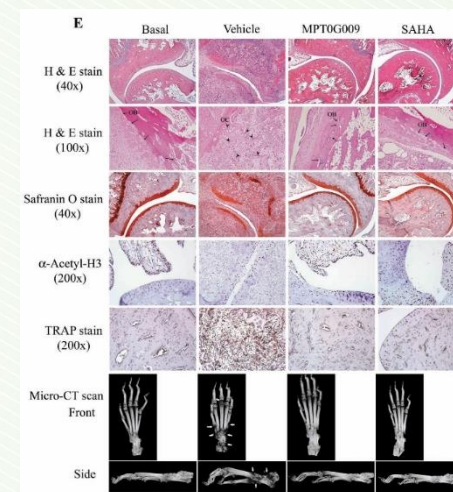 E
Basal Vehicle MPT0G009 SAHA
H & E stain
(40x)
H & E stain
(100x)
OB OC OB OB
Safranin O stain
(40x)
α-Acetyl-H3
(200x)
TRAP stain
(200x)
Micro-CT scan
Front
Side